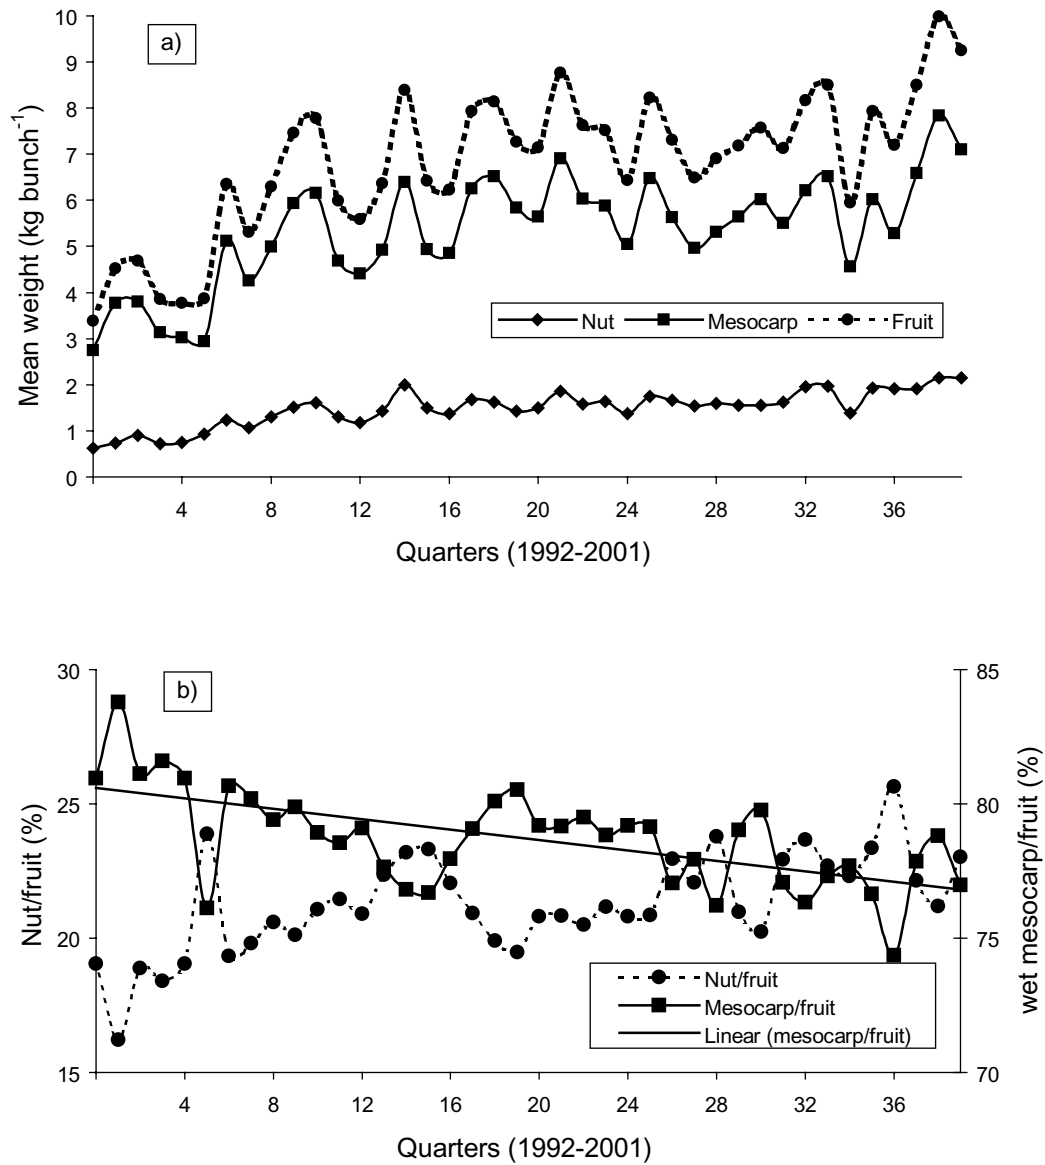 a)
10
9
8
7
6
5
4
3
2
1
0
Mean weight (kg bunch-1)
Nut Mesocarp Fruit
4 8 12 16 20 24 28 32 36
Quarters (1992-2001)
b)
30
25
20
15
Nut/fruit (%)
85
80
75
70
wet mesocarp/fruit (%)
Nut/fruit
Mesocarp/fruit
Linear (mesocarp/fruit)
4 8 12 16 20 24 28 32 36
Quarters (1992-2001)